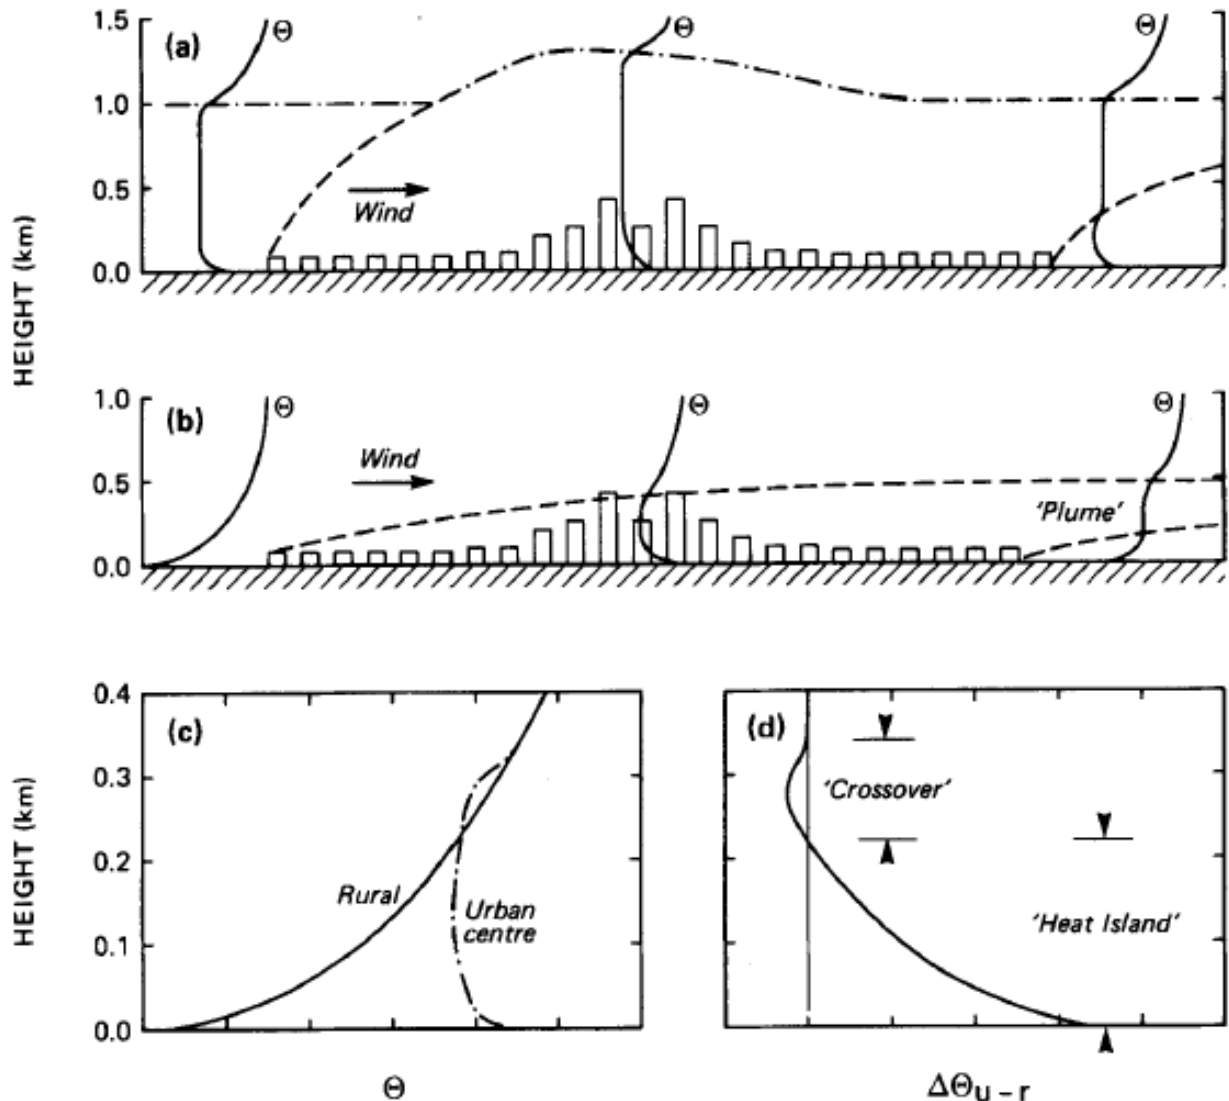 (a)
Θ
Θ
Θ
1.5
1.0
0.5
0.0
Wind
HEIGHT (km)
(b)
Θ
Θ
Θ
1.0
0.5
0.0
Wind
'Plume'
(c)
0.4
0.3
0.2
0.1
0.0
HEIGHT (km)
Rural
Urban
centre
Θ
(d)
'Crossover'
'Heat Island'
ΔΘu – r